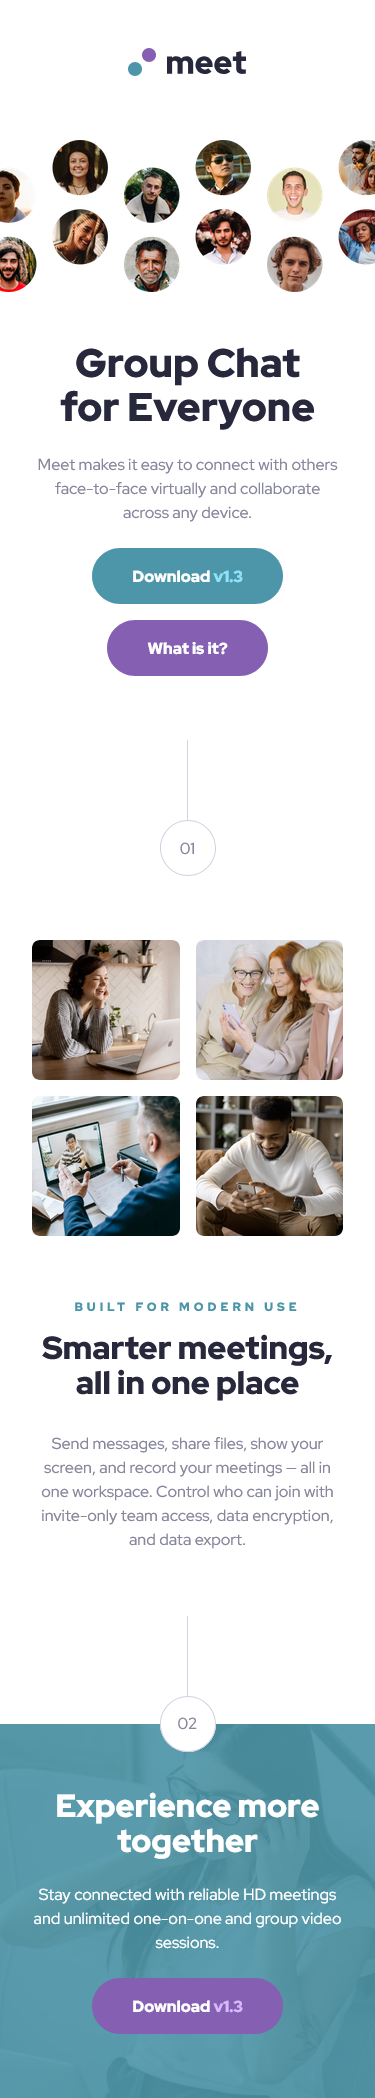 meet
Group Chat
for Everyone
Meet makes it easy to connect with others
face-to-face virtually and collaborate
across any device.
Download v1.3
What is it?
01
BUILT FOR MODERN USE
Smarter meetings,
all in one place
Send messages, share files, show your
screen, and record your meetings — all in
one workspace. Control who can join with
invite-only team access, data encryption,
and data export.
02
Experience more
together
Stay connected with reliable HD meetings
and unlimited one-on-one and group video
sessions.
Download v1.3